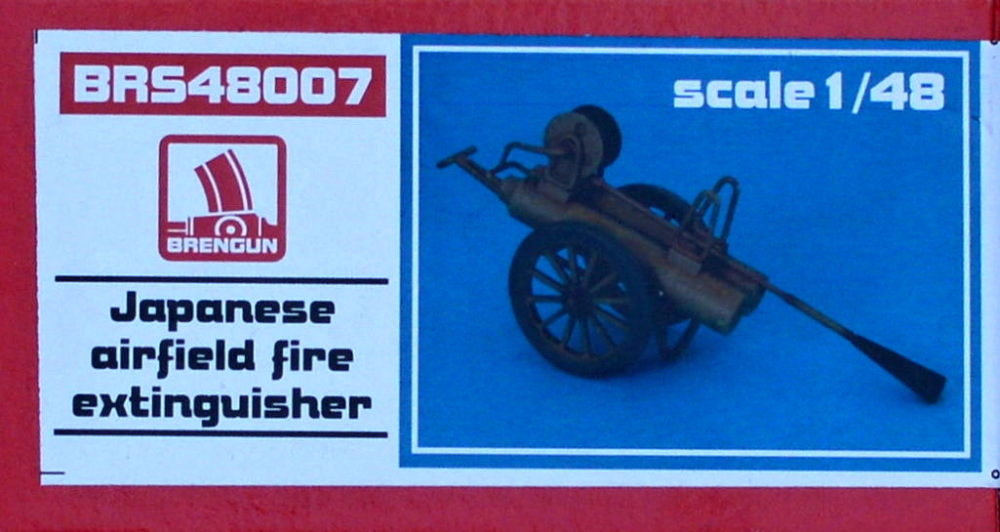 BRS48007
BRENGUN
Japanese
airfield fire
extinguisher
scale 1/48